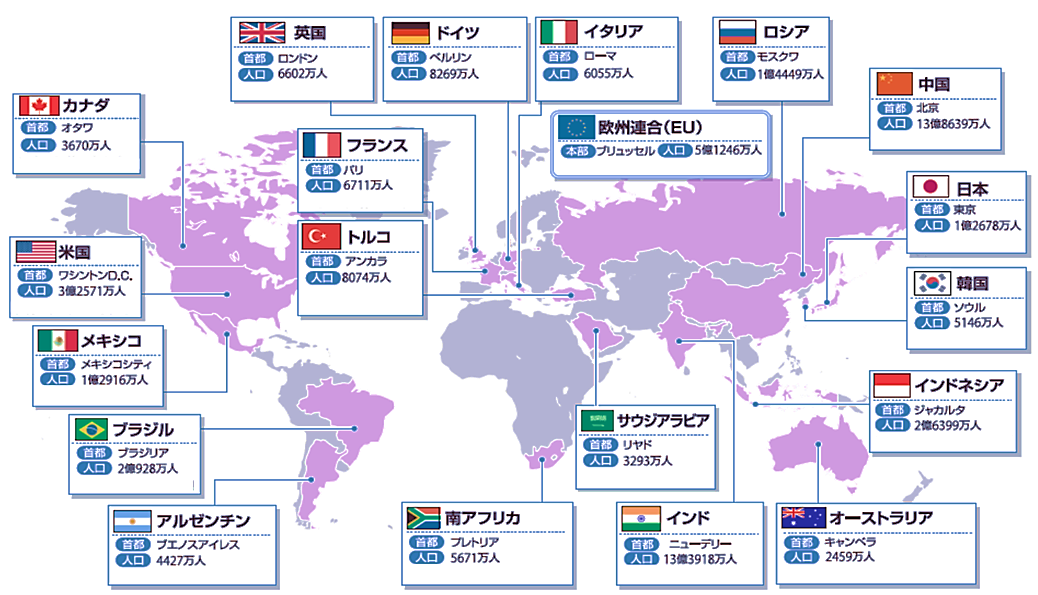 英国
首都 ロンドン
人口 6602万人
ドイツ
首都 ベルリン
人口 8269万人
イタリア
首都 ローマ
人口 6055万人
ロシア
首都 モスクワ
人口 1億4449万人
中国
首都 北京
人口 13億8639万人
カナダ
首都 オタワ
人口 3670万人
欧州連合(EU)
本部 ブリュッセル 人口 5億1246万人
フランス
首都 パリ
人口 6711万人
日本
首都 東京
人口 1億2678万人
トルコ
首都 アンカラ
人口 8074万人
米国
首都 ワシントンD.C.
人口 3億2571万人
韓国
首都 ソウル
人口 5146万人
メキシコ
首都 メキシコシティ
人口 1億2916万人
インドネシア
首都 ジャカルタ
人口 2億6399万人
ブラジル
首都 ブラジリア
人口 2億928万人
サウジアラビア
首都 リヤド
人口 3293万人
アルゼンチン
首都 ブエノスアイレス
人口 4427万人
南アフリカ
首都 プレトリア
人口 5671万人
インド
首都 ニューデリー
人口 13億3918万人
オーストラリア
首都 キャンベラ
人口 2459万人